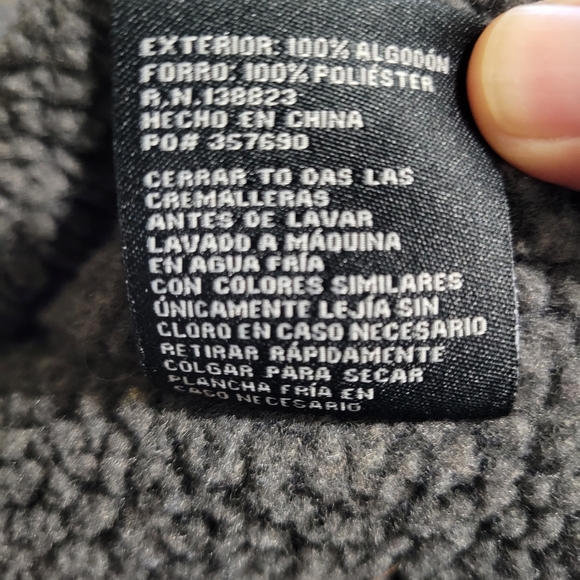 EXTERIOR: 100% ALGODÓN
FORRO: 100% POLIÉSTER
R.N.138823
HECHO EN CHINA
PO# 357690
CERRAR TO DAS LAS
CREMALLERAS
ANTES DE LAVAR
LAVADO A MÁQUINA
EN AGUA FRÍA
CON COLORES SIMILARES
ÚNICAMENTE LEJÍA SIN
CLORO EN CASO NECESARIO
RETIRAR RÁPIDAMENTE
COLGAR PARA SECAR
PLANCHA FRÍA EN
CASO NECESARIO